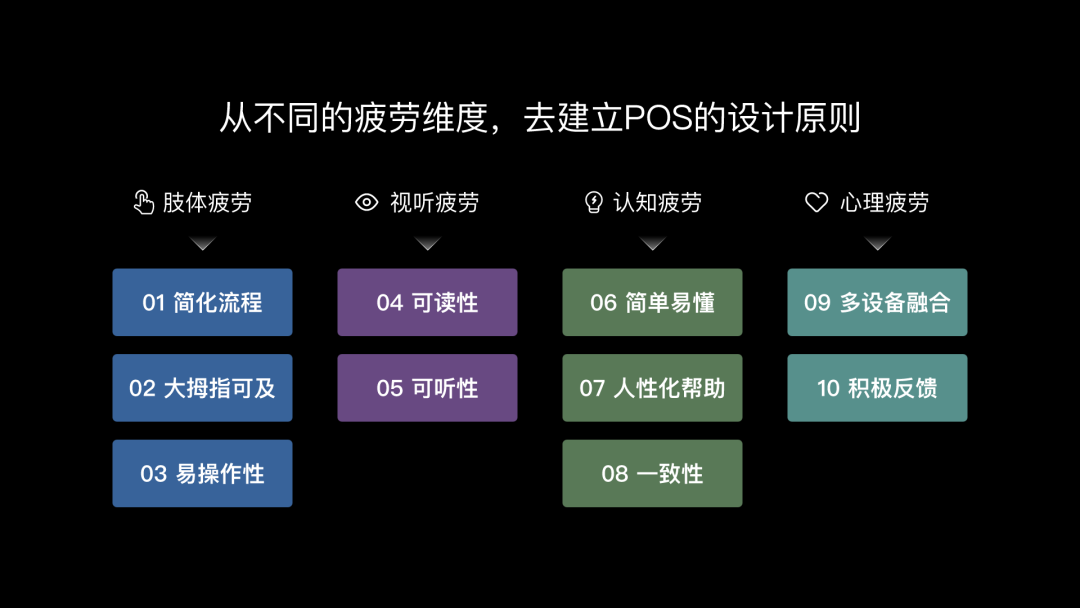 从不同的疲劳维度，去建立POS的设计原则
肢体疲劳
01 简化流程
02 大拇指可及
03 易操作性
视听疲劳
04 可读性
05 可听性
认知疲劳
06 简单易懂
07 人性化帮助
08 一致性
心理疲劳
09 多设备融合
10 积极反馈